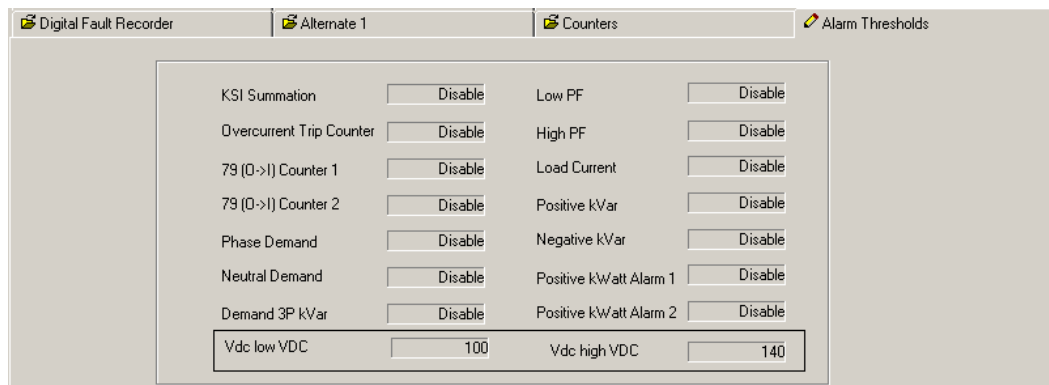 Digital Fault Recorder Alternate 1 Counters Alarm Thresholds
KSI Summation Disable Low PF Disable
Overcurrent Trip Counter Disable High PF Disable
79 (O->I) Counter 1 Disable Load Current Disable
79 (O->I) Counter 2 Disable Positive kVar Disable
Phase Demand Disable Negative kVar Disable
Neutral Demand Disable Positive kWatt Alarm 1 Disable
Demand 3P kVar Disable Positive kWatt Alarm 2 Disable
Vdc low VDC 100 Vdc high VDC 140